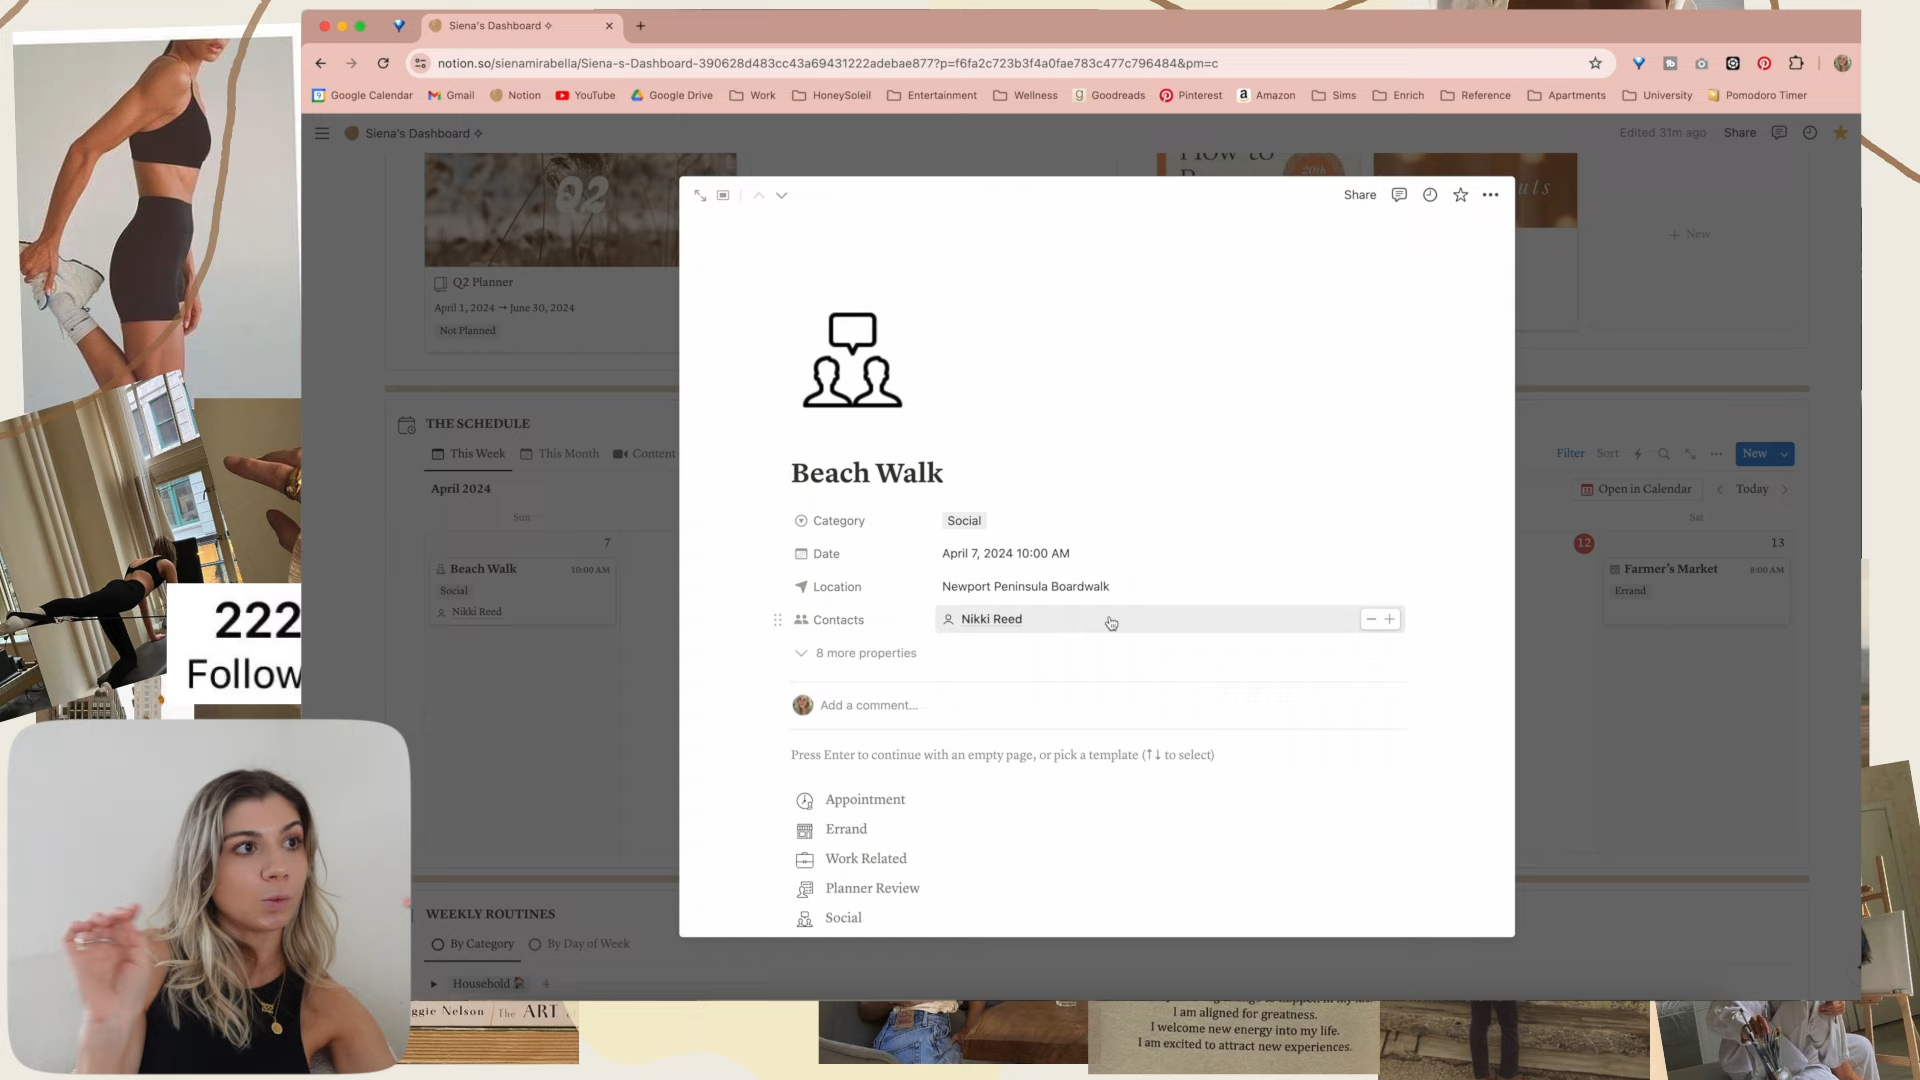 Siena's Dashboard ✧
notion.so/sienamirabella/Siena-s-Dashboard-390628d483cc43a69431222adebae877?p=f6fa2c723b3f4a0fae783c477c796484&pm=c
Google Calendar Gmail Notion YouTube Google Drive Work HoneySoleil Entertainment Wellness Goodreads Pinterest Amazon Sims Enrich Reference Apartments University Pomodoro Timer
Siena's Dashboard ✧
Edited 31m ago Share
Q2
How to
20th
uts
+ New
Q2 Planner
April 1, 2024 → June 30, 2024
Not Planned
THE SCHEDULE
This Week This Month Content
Filter Sort New
April 2024
Open in Calendar < Today >
Sun
Sat
7
12
13
Beach Walk 10:00 AM
Social
Nikki Reed
Farmer's Market 8:00 AM
Errand
WEEKLY ROUTINES
By Category By Day of Week
Household 4
Share
Beach Walk
Category Social
Date April 7, 2024 10:00 AM
Location Newport Peninsula Boardwalk
Contacts Nikki Reed
8 more properties
Add a comment...
Press Enter to continue with an empty page, or pick a template (↑↓ to select)
Appointment
Errand
Work Related
Planner Review
Social
222
Follow
ggie Nelson / The ART
I am aligned for greatness.
I welcome new energy into my life.
I am excited to attract new experiences.